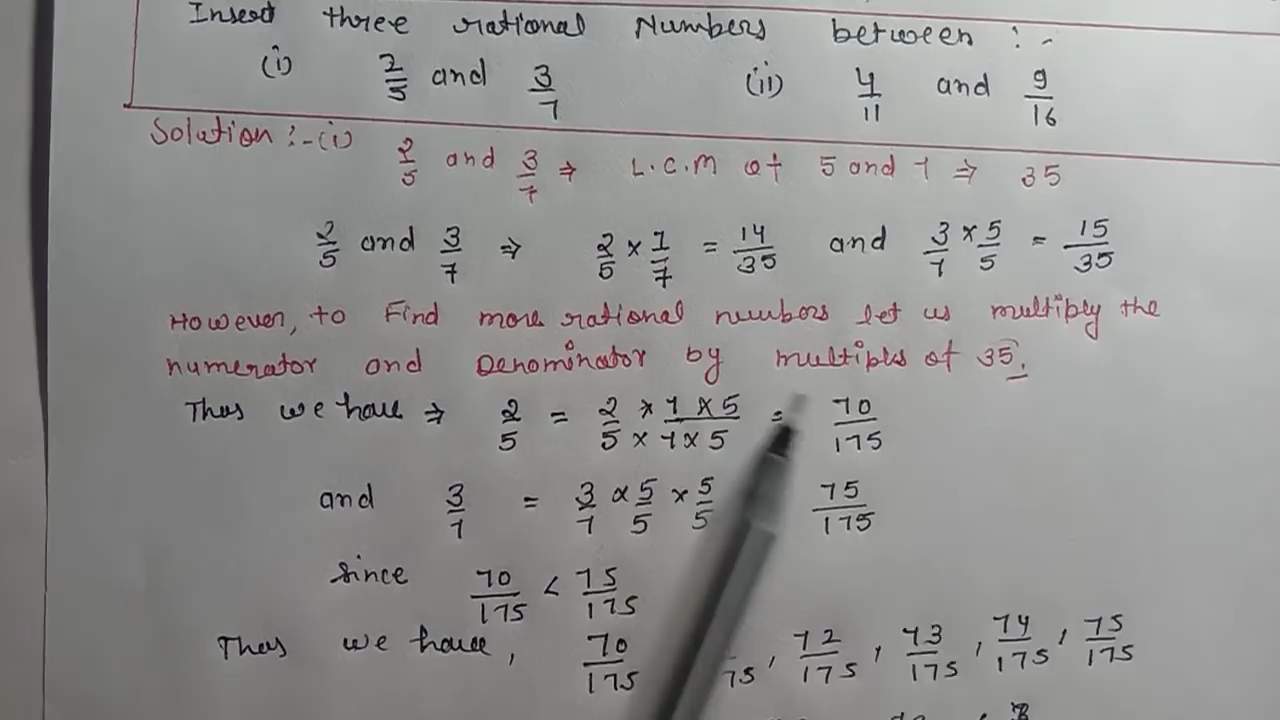 Insert three rational Numbers between :-
(i) 2/5 and 3/7 (ii) 4/11 and 9/16
Solution :- (i) 2/5 and 3/7 ⇒ L.C.M of 5 and 7 ⇒ 35
2/5 and 3/7 ⇒ 2/5 × 7/7 = 14/35 and 3/7 × 5/5 = 15/35
However, to Find more rational numbers let us multiply the
numerator and Denominator by multiples of 35.
Thus we have ⇒ 2/5 = 2 × 7 × 5 / 5 × 7 × 5 = 70/175
and 3/7 = 3/7 × 5/5 × 5/5 75/175
since 70/175 < 75/175
Thus we have, 70/175 75, 72/175, 73/175, 74/175, 75/175